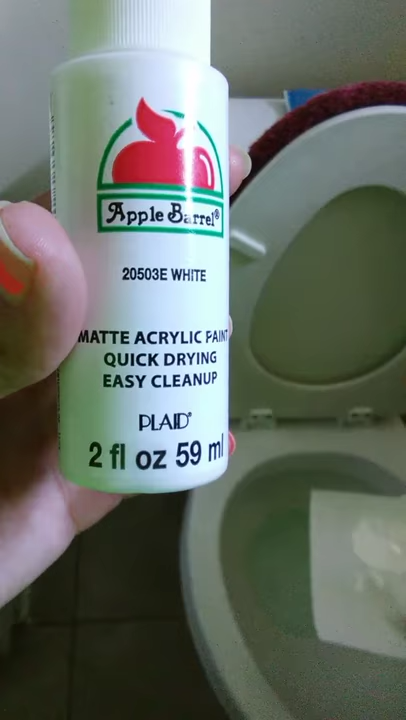 Apple Barrel®
20503E WHITE
MATTE ACRYLIC PAINT
QUICK DRYING
EASY CLEANUP
PLAID®
2 fl oz 59 ml